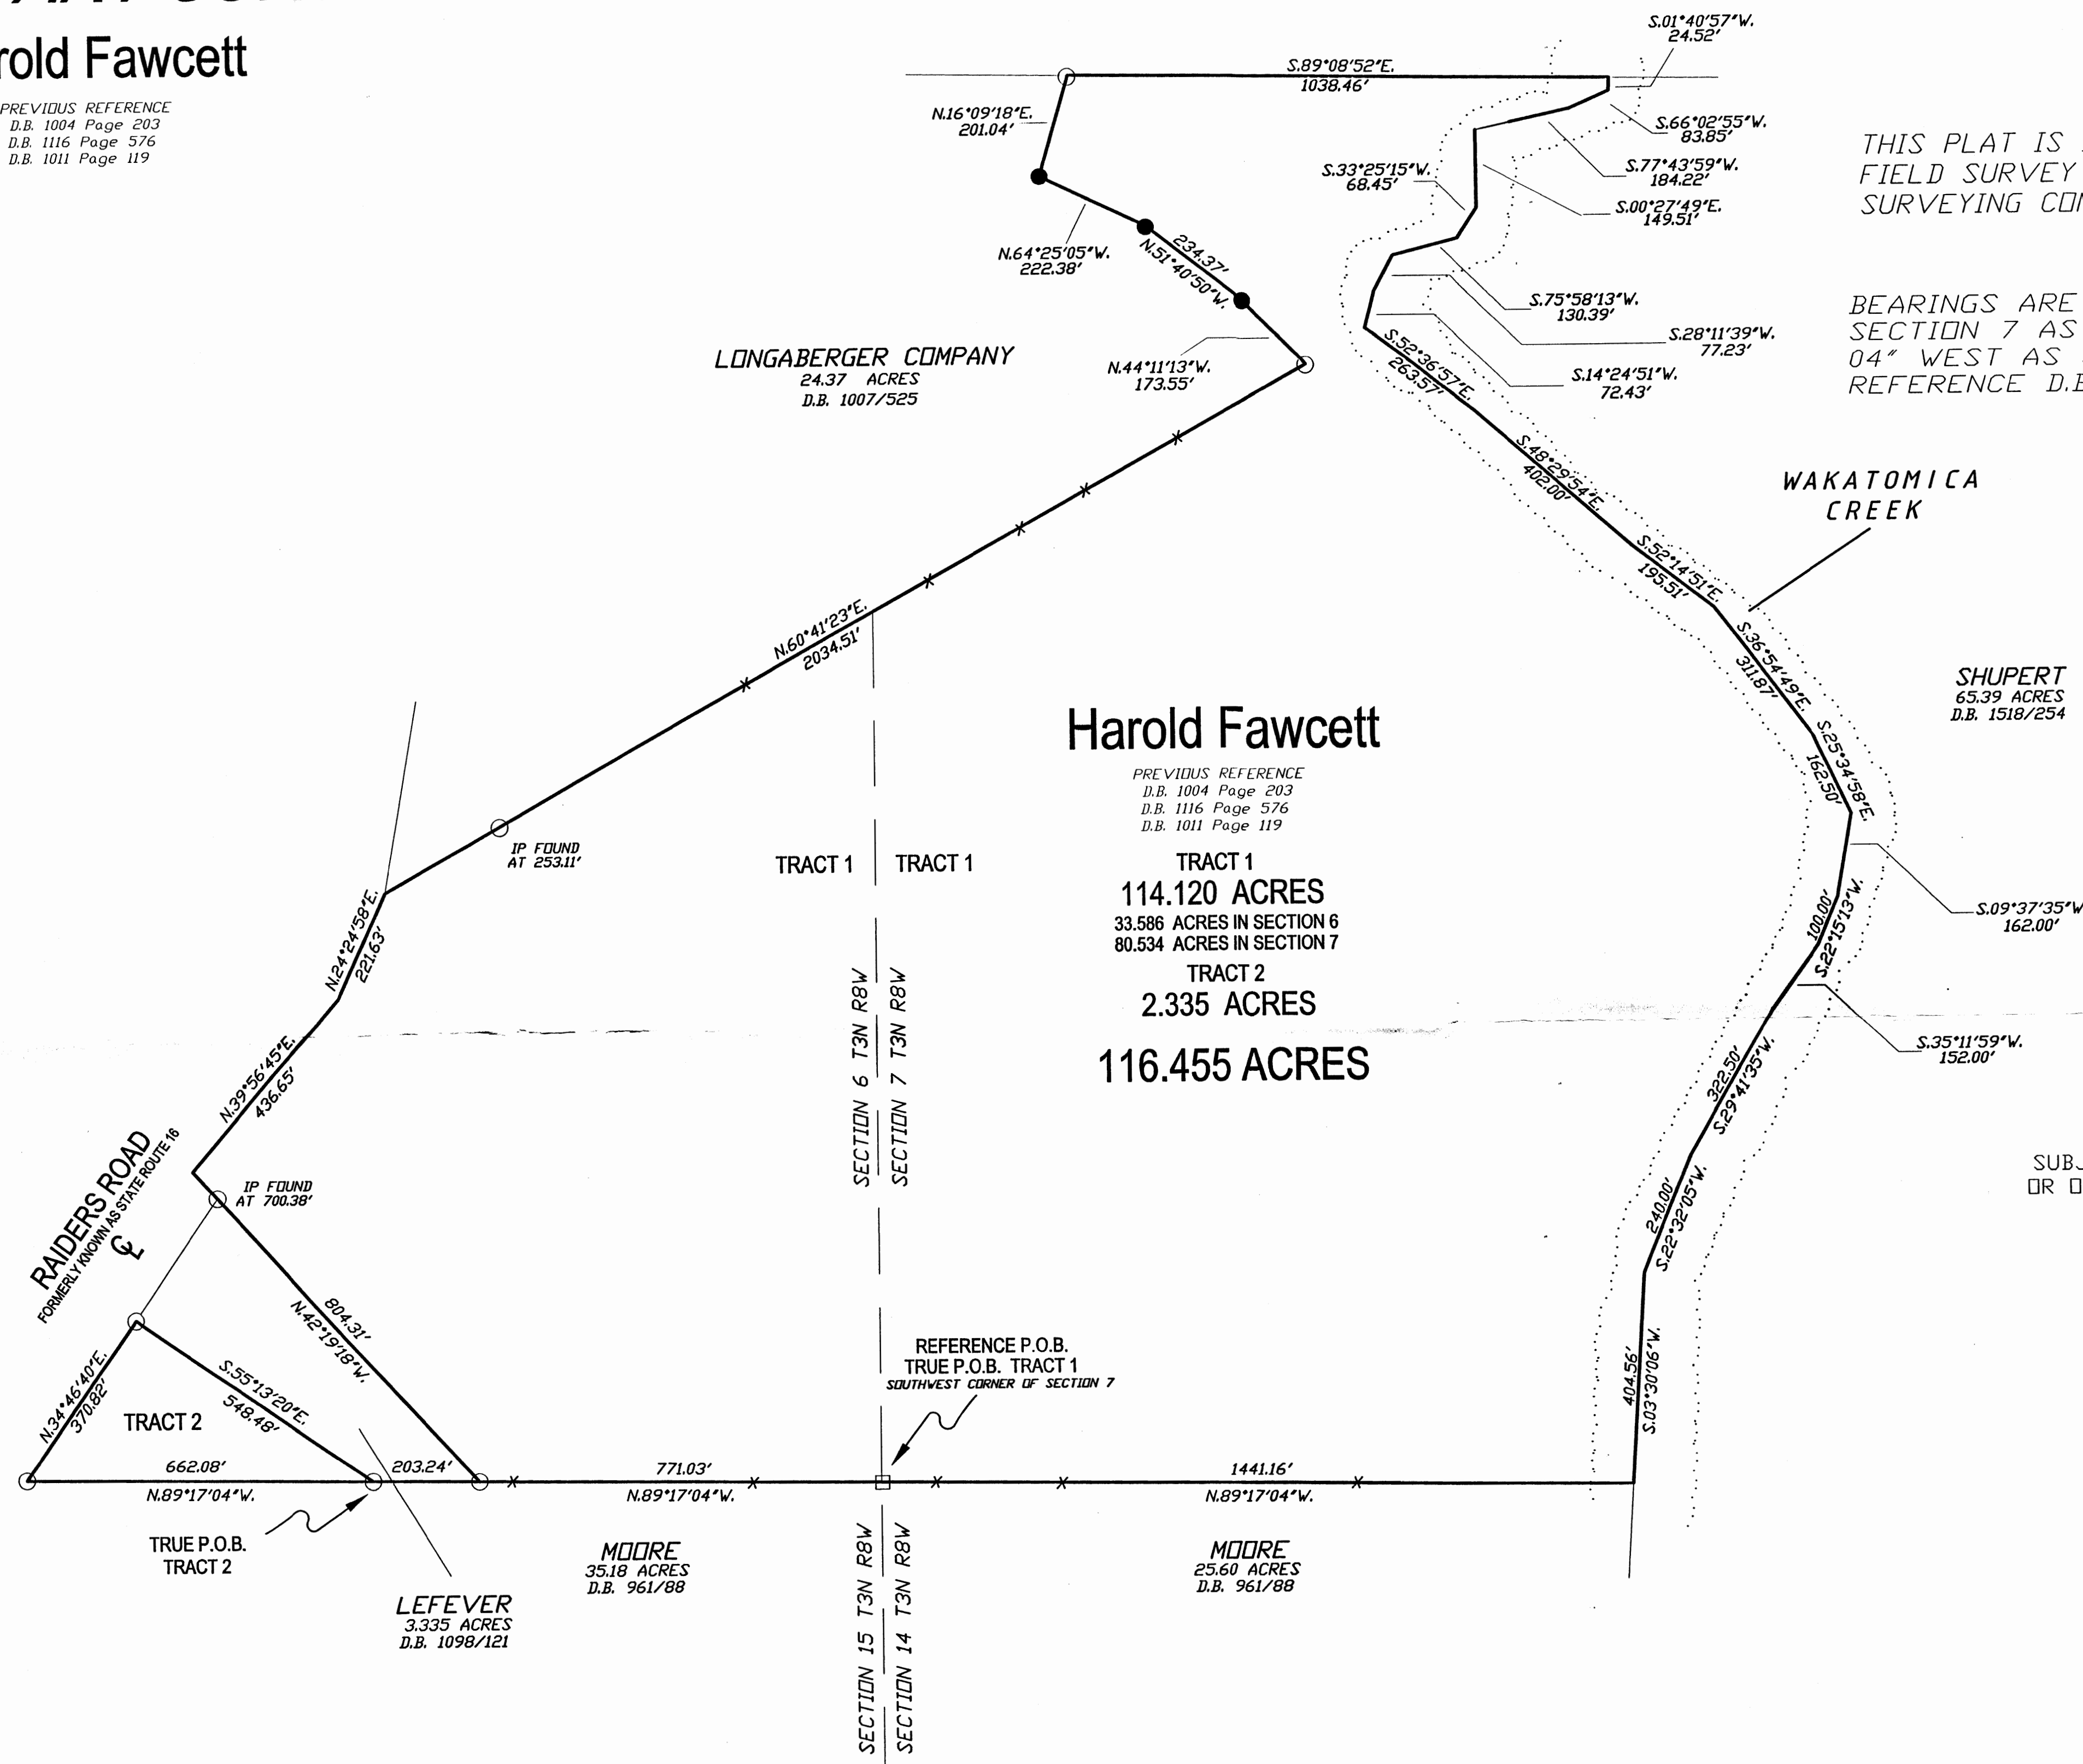 Fawcett
PREVIOUS REFERENCE
D.B. 1004 Page 203
D.B. 1116 Page 576
D.B. 1011 Page 119
S.89°08'52"E.
1038.46'
S.01°40'57"W.
24.52'
N.16°09'18"E.
201.04'
S.66°02'55"W.
83.85'
S.77°43'59"W.
184.22'
S.33°25'15"W.
68.45'
S.00°27'49"E.
149.51'
THIS PLAT IS
FIELD SURVEY
SURVEYING
N.64°25'05"W.
222.38'
234.37'
N.51°40'50"W.
S.75°58'13"W.
130.39'
S.28°11'39"W.
77.23'
BEARINGS ARE
SECTION 7 AS
04" WEST AS
REFERENCE
LONGABERGER COMPANY
24.37 ACRES
D.B. 1007/525
N.44°11'13"W.
173.55'
S.14°24'51"W.
72.43'
S.52°36'57"E.
263.57'
S.48°29'54"E.
402.00'
WAKATOMICA
CREEK
S.52°14'51"E.
195.51'
N.60°41'23"E.
2034.51'
S.36°54'49"E.
311.87'
SHUPERT
65.39 ACRES
D.B. 1518/254
S.25°34'58"E.
162.50'
Harold Fawcett
PREVIOUS REFERENCE
D.B. 1004 Page 203
D.B. 1116 Page 576
D.B. 1011 Page 119
IP FOUND
AT 253.11'
TRACT 1
TRACT 1
TRACT 1
114.120 ACRES
33.586 ACRES IN SECTION 6
80.534 ACRES IN SECTION 7
TRACT 2
2.335 ACRES
116.455 ACRES
S.09°37'35"W
162.00'
100.00'
S.22°15'13"W.
N.24°24'58"E.
221.63'
S.35°11'59"W.
152.00'
SECTION 6 T3N R8W
SECTION 7 T3N R8W
N.39°56'45"E.
436.65'
322.50'
S.29°41'35"W.
RAIDERS ROAD
FORMERLY KNOWN AS STATE ROUTE 16
℄
IP FOUND
AT 700.38'
240.00'
S.22°32'05"W.
804.31'
N.42°19'18"W.
N.34°46'40"E.
370.82'
S.55°13'20"E.
548.48'
TRACT 2
REFERENCE P.O.B.
TRUE P.O.B. TRACT 1
SOUTHWEST CORNER OF SECTION 7
404.56'
S.03°30'06"W.
662.08'
N.89°17'04"W.
203.24'
771.03'
N.89°17'04"W.
1441.16'
N.89°17'04"W.
TRUE P.O.B.
TRACT 2
LEFEVER
3.335 ACRES
D.B. 1098/121
MOORE
35.18 ACRES
D.B. 961/88
MOORE
25.60 ACRES
D.B. 961/88
SECTION 15 T3N R8W
SECTION 14 T3N R8W